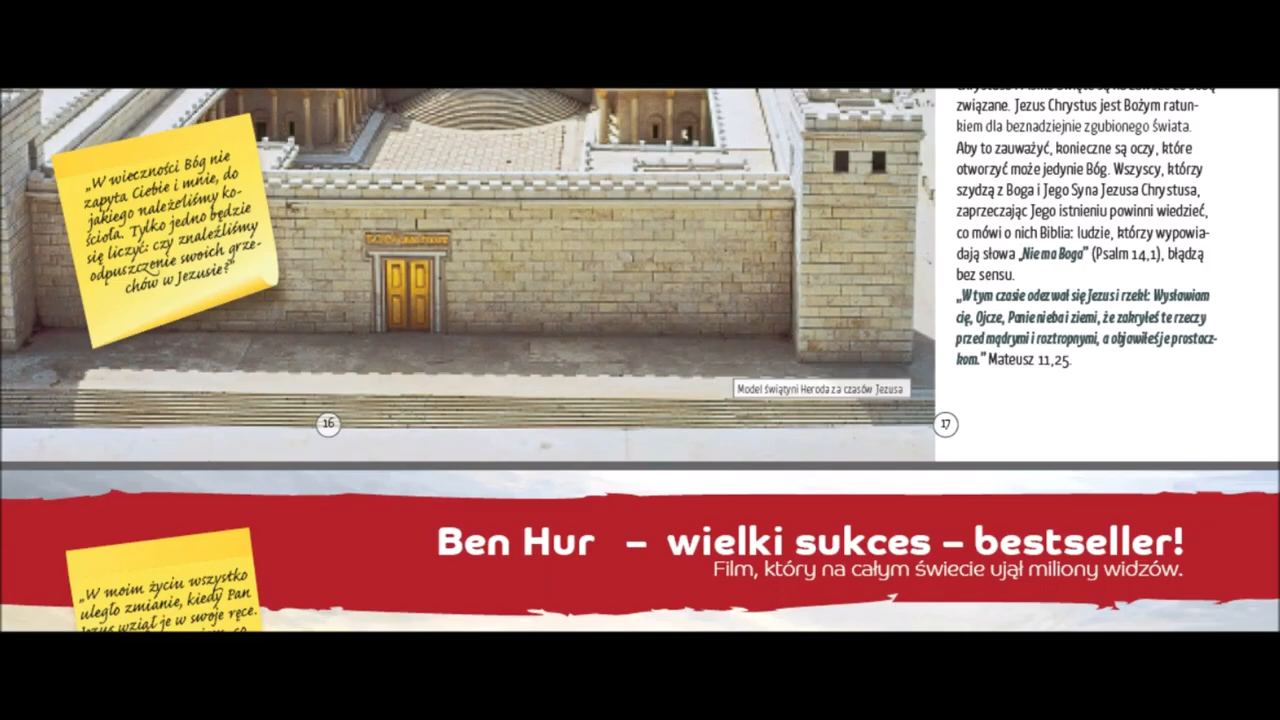 „W wieczności Bóg nie
zapyta Ciebie i mnie, do
jakiego należeliśmy ko-
ścioła. Tylko jedno będzie
się liczyć: czy znaleźliśmy
odpuszczenie swoich grze-
chów w Jezusie?”
Model świątyni Heroda za czasów Jezusa
16
związane. Jezus Chrystus jest Bożym ratun-
kiem dla beznadziejnie zgubionego świata.
Aby to zauważyć, konieczne są oczy, które
otworzyć może jedynie Bóg. Wszyscy, którzy
szydzą z Boga i Jego Syna Jezusa Chrystusa,
zaprzeczając Jego istnieniu powinni wiedzieć,
co mówi o nich Biblia: ludzie, którzy wypowia-
dają słowa „Nie ma Boga” (Psalm 14,1), błądzą
bez sensu.
„W tym czasie odezwał się Jezus i rzekł: Wysławiam
cię, Ojcze, Panie nieba i ziemi, że zakryłeś te rzeczy
przed mądrymi i roztropnymi, a objawiłeś je prostacz-
kom.” Mateusz 11,25.
17
Ben Hur – wielki sukces – bestseller!
Film, który na całym świecie ujął miliony widzów.
„W moim życiu wszystko
uległo zmianie, kiedy Pan
Jezus wziął je w swoje ręce.